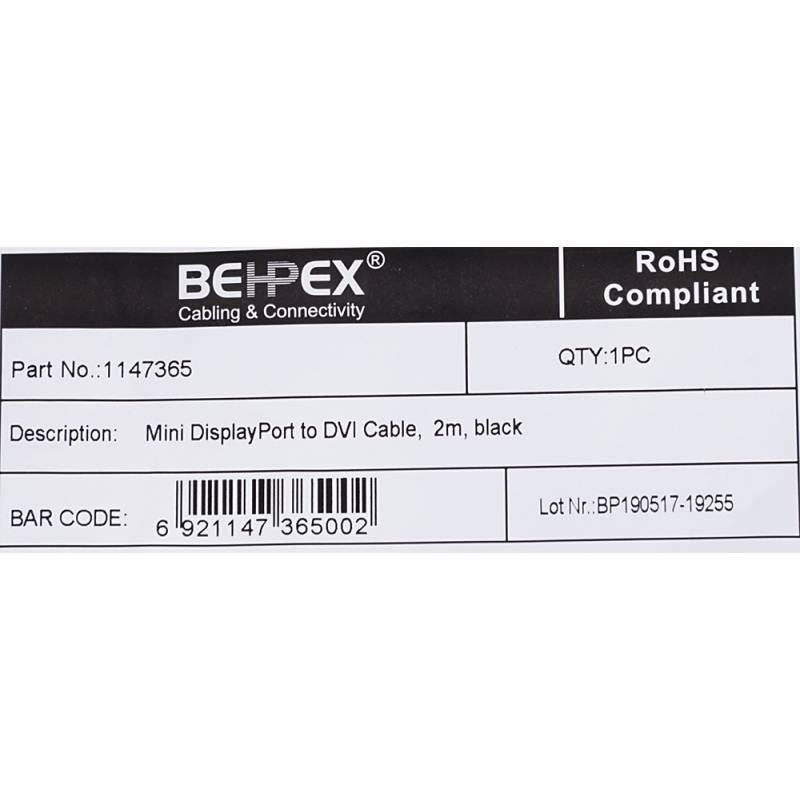 BEHPEX®
Cabling & Connectivity
RoHS
Compliant
Part No.:1147365
QTY:1PC
Description: Mini DisplayPort to DVI Cable, 2m, black
BAR CODE:
6 921147 365002
Lot Nr.:BP190517-19255